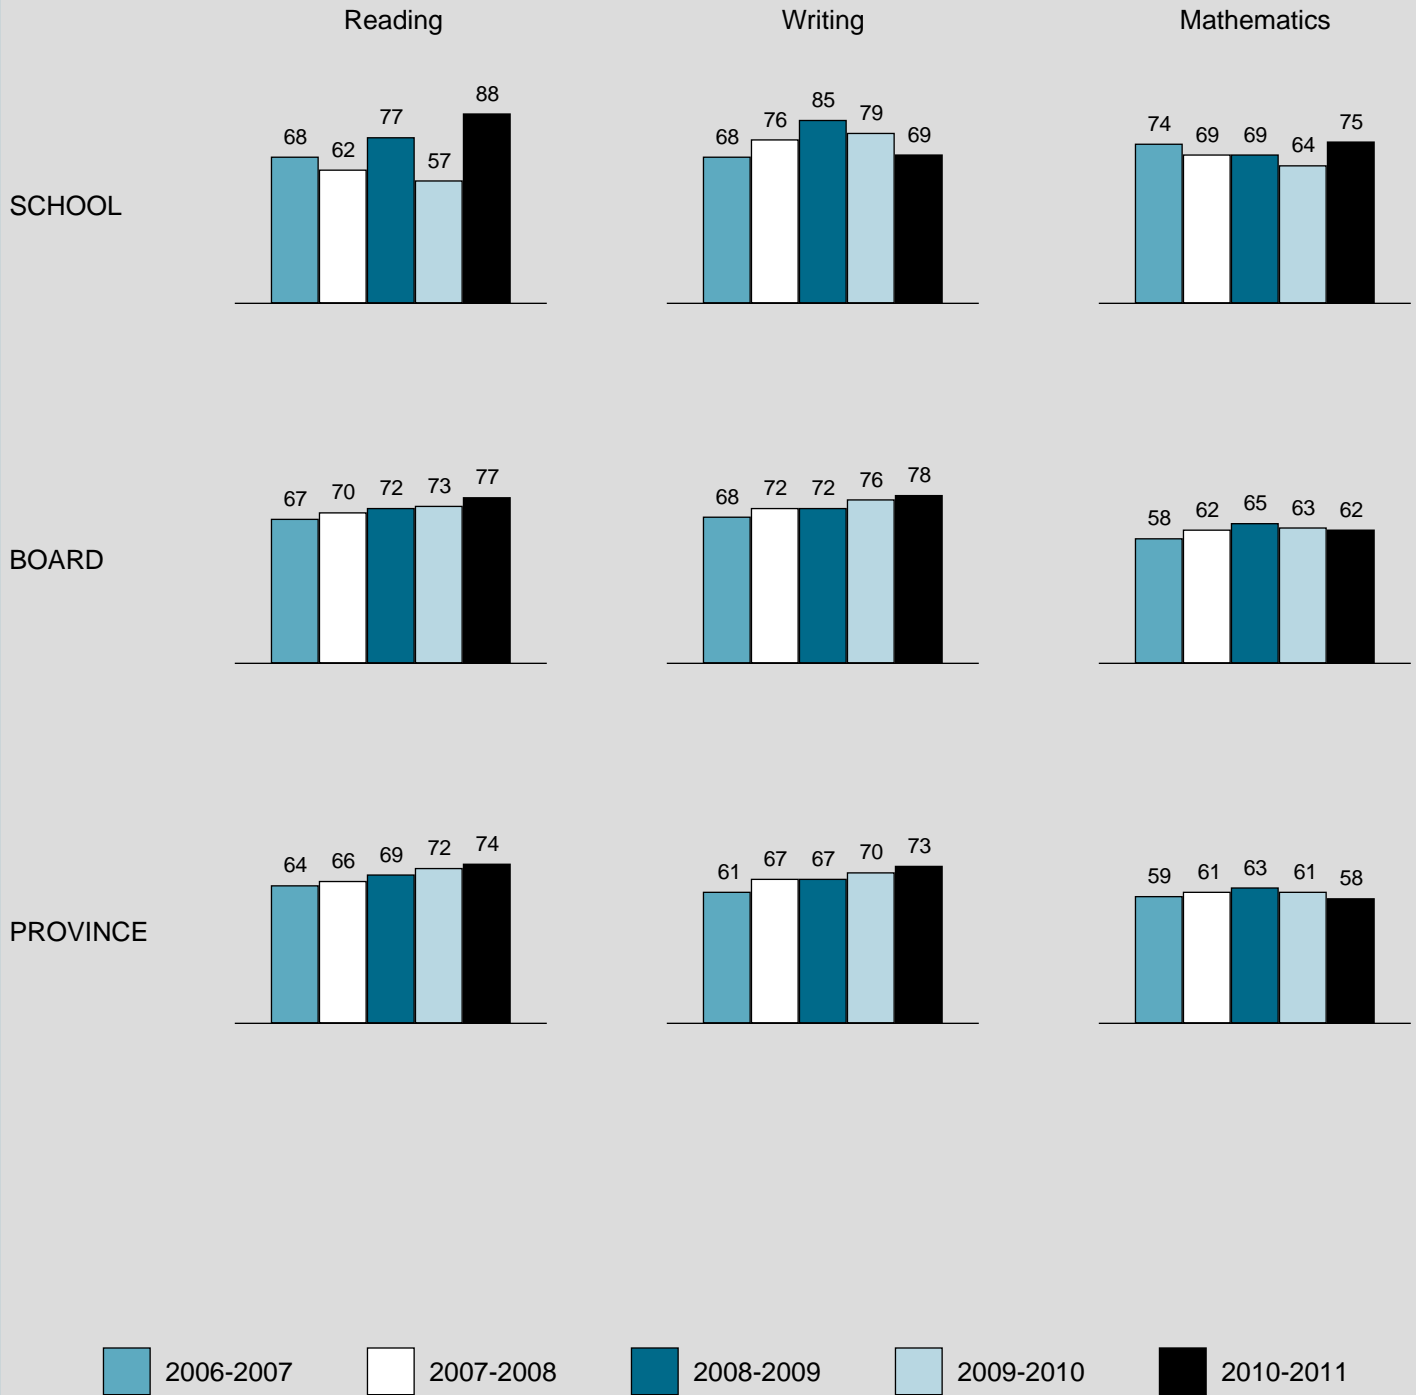 Reading Writing Mathematics
68 62 77 57 88
68 76 85 79 69
74 69 69 64 75
SCHOOL
67 70 72 73 77
68 72 72 76 78
58 62 65 63 62
BOARD
64 66 69 72 74
61 67 67 70 73
59 61 63 61 58
PROVINCE
2006-2007 2007-2008 2008-2009 2009-2010 2010-2011